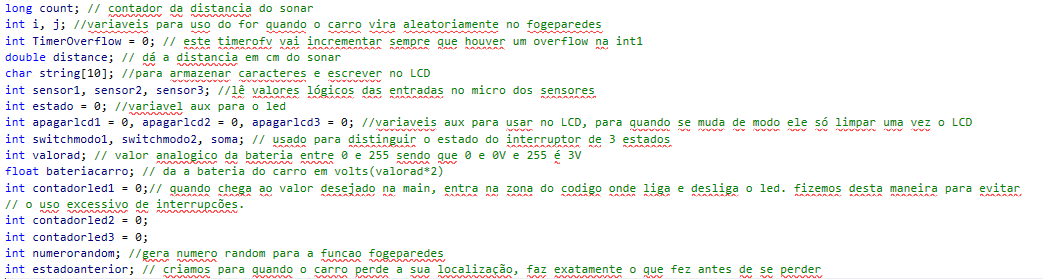 long count; // contador da distancia do sonar
int i, j; //variaveis para uso do for quando o carro vira aleatoriamente no fogeparedes
int TimerOverflow = 0; // este timerofv vai incrementar sempre que houver um overflow na int1
double distance; // dá a distancia em cm do sonar
char string[10]; //para armazenar caracteres e escrever no LCD
int sensor1, sensor2, sensor3; //lê valores lógicos das entradas no micro dos sensores
int estado = 0; //variavel aux para o led
int apagarlcd1 = 0, apagarlcd2 = 0, apagarlcd3 = 0; //variaveis aux para usar no LCD, para quando se muda de modo ele só limpar uma vez o LCD
int switchmodo1, switchmodo2, soma; // usado para distinguir o estado do interruptor de 3 estados
int valorad; // valor analogico da bateria entre 0 e 255 sendo que 0 e 0V e 255 é 3V
float bateriacarro; // da a bateria do carro em volts(valorad*2)
int contadorled1 = 0;// quando chega ao valor desejado na main, entra na zona do codigo onde liga e desliga o led. fizemos desta maneira para evitar
// o uso excessivo de interrupcões.
int contadorled2 = 0;
int contadorled3 = 0;
int numerorandom; //gera numero random para a funcao fogeparedes
int estadoanterior; // criamos para quando o carro perde a sua localização, faz exatamente o que fez antes de se perder